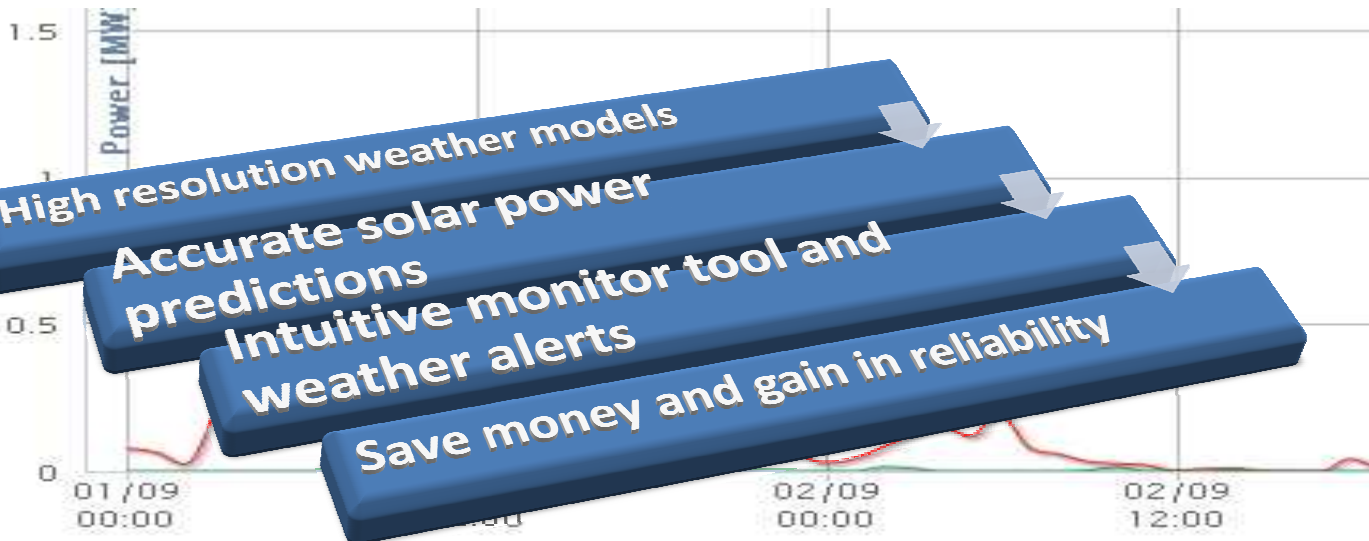 1.5
Power [MW]
High resolution weather models
Accurate solar power
predictions
Intuitive monitor tool and
weather alerts
0.5
Save money and gain in reliability
0
01/09
00:00
02/09
00:00
02/09
12:00